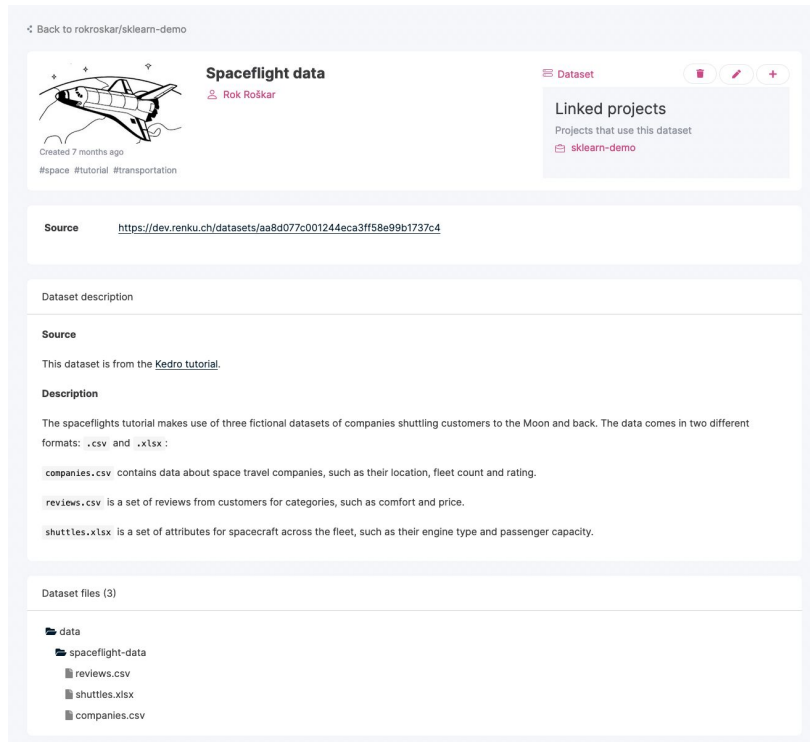 Back to rokroskar/sklearn-demo
Spaceflight data
Rok Roškar
Created 7 months ago
#space #tutorial #transportation
Dataset
Linked projects
Projects that use this dataset
sklearn-demo
Source https://dev.renku.ch/datasets/aa8d077c001244eca3ff58e99b1737c4
Dataset description
Source
This dataset is from the Kedro tutorial.
Description
The spaceflights tutorial makes use of three fictional datasets of companies shuttling customers to the Moon and back. The data comes in two different
formats: .csv and .xlsx :
companies.csv contains data about space travel companies, such as their location, fleet count and rating.
reviews.csv is a set of reviews from customers for categories, such as comfort and price.
shuttles.xlsx is a set of attributes for spacecraft across the fleet, such as their engine type and passenger capacity.
Dataset files (3)
data
spaceflight-data
reviews.csv
shuttles.xlsx
companies.csv